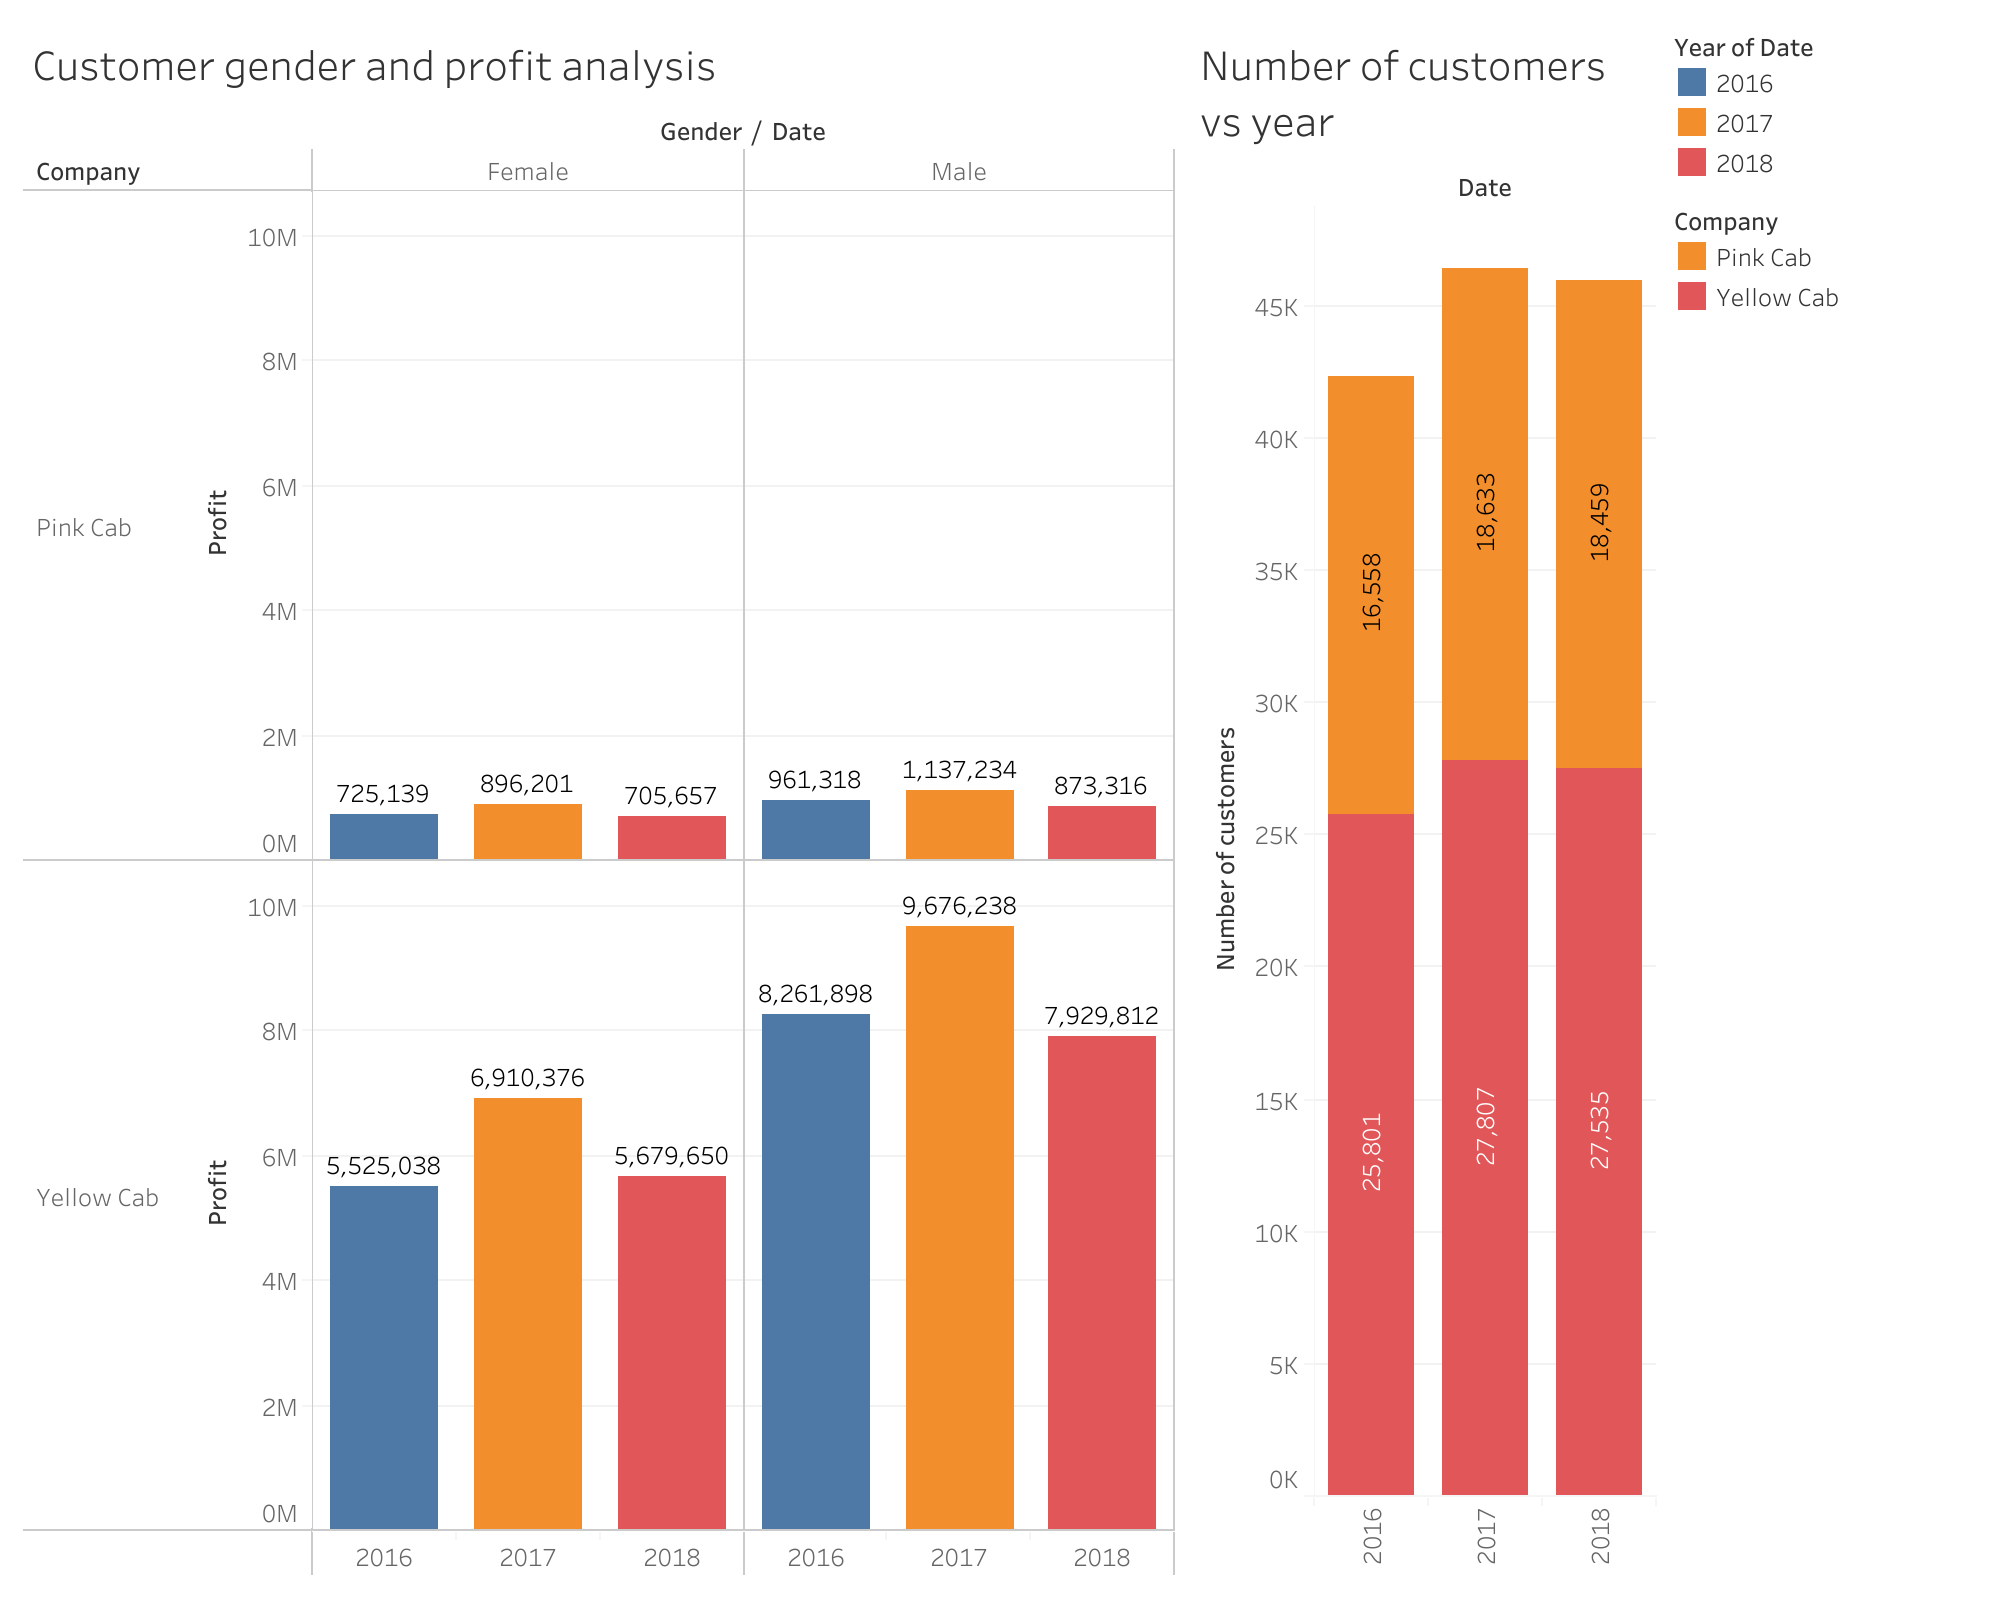 Customer gender and profit analysis
Gender / Date
Company
Female
Male
Pink Cab
Profit
10M
8M
6M
4M
2M
0M
725,139
896,201
705,657
961,318
1,137,234
873,316
Yellow Cab
Profit
10M
8M
6M
4M
2M
0M
5,525,038
6,910,376
5,679,650
8,261,898
9,676,238
7,929,812
2016
2017
2018
2016
2017
2018
Number of customers
vs year
Date
Number of customers
45K
40K
35K
30K
25K
20K
15K
10K
5K
0K
16,558
18,633
18,459
25,801
27,807
27,535
2016
2017
2018
Year of Date
2016
2017
2018
Company
Pink Cab
Yellow Cab